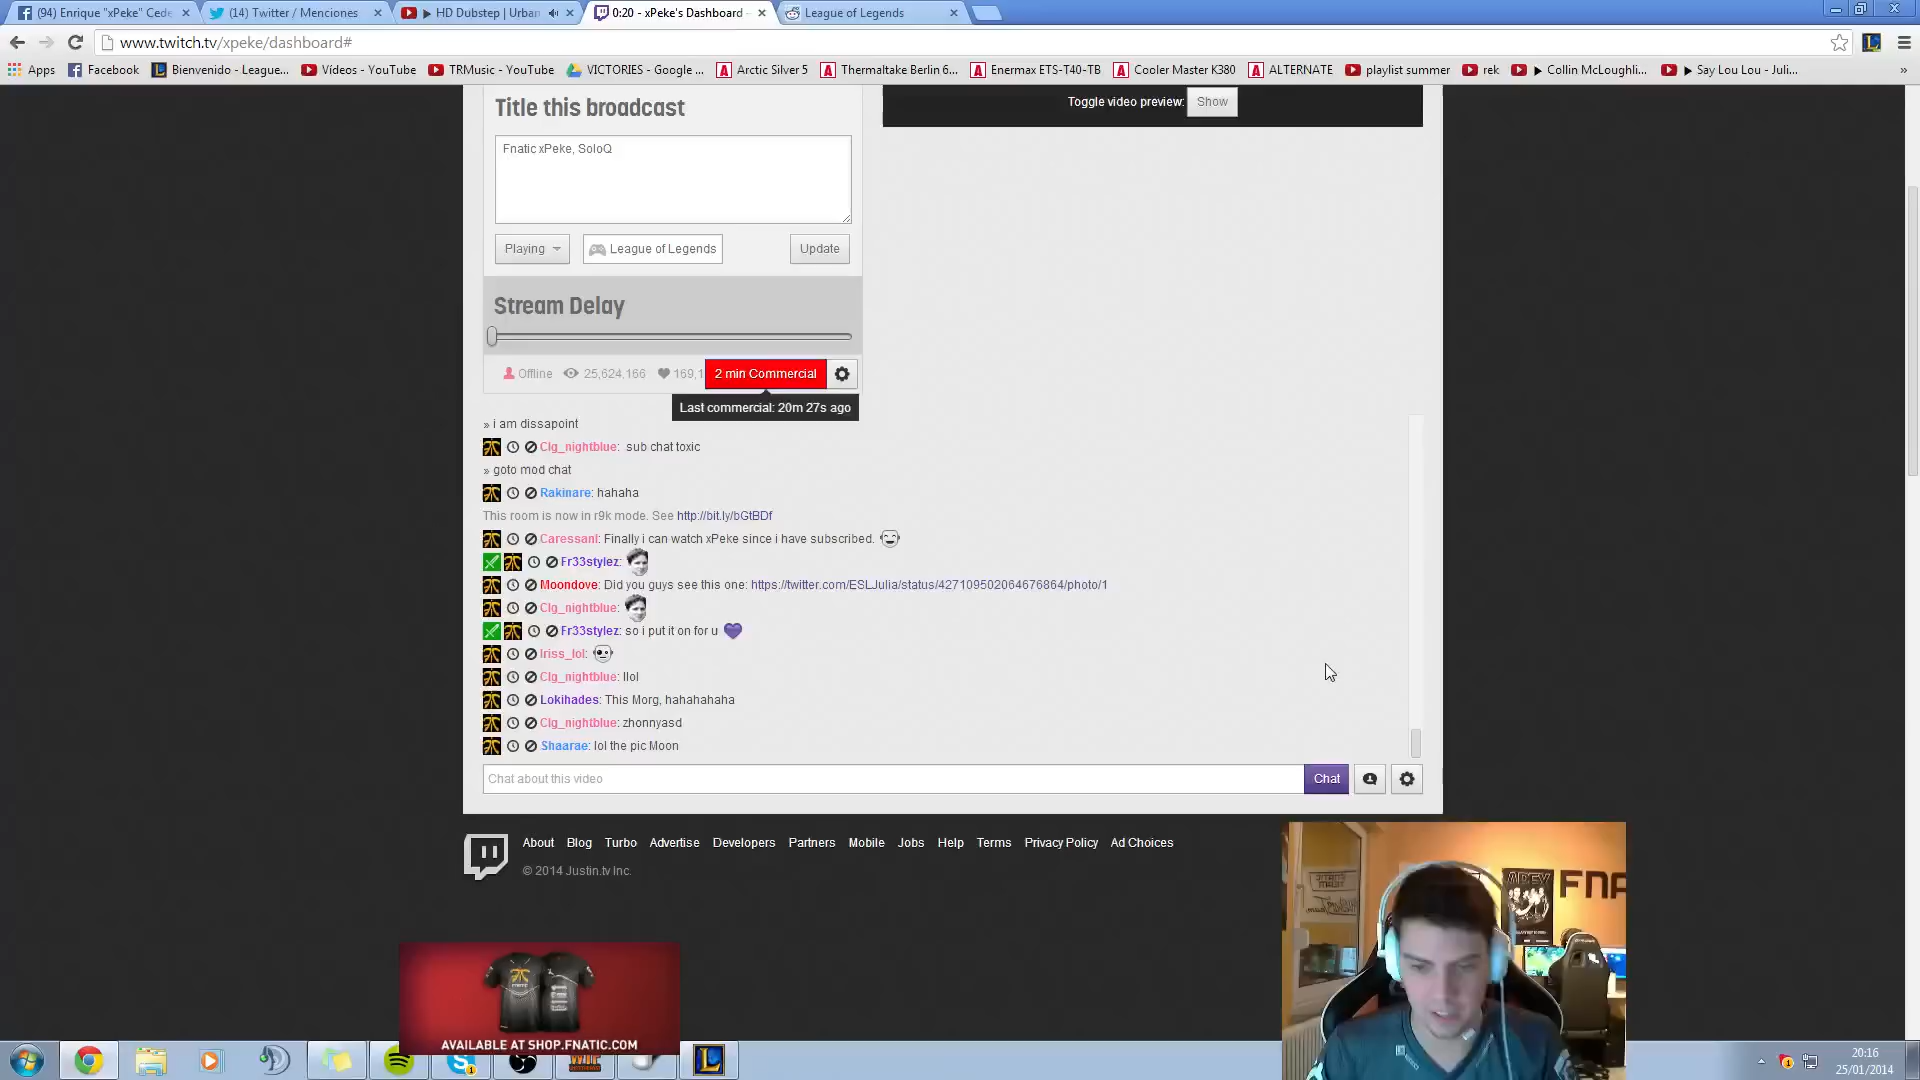 (94) Enrique "xPeke" Cede
(14) Twitter / Menciones
HD Dubstep | Urban
0:20 - xPeke's Dashboard -
League of Legends
www.twitch.tv/xpeke/dashboard#
Apps
Facebook
Bienvenido - League...
Vídeos - YouTube
TRMusic - YouTube
VICTORIES - Google ...
Arctic Silver 5
Thermaltake Berlin 6...
Enermax ETS-T40-TB
Cooler Master K380
ALTERNATE
playlist summer
rek
Collin McLoughli...
Say Lou Lou - Juli...
»
Title this broadcast
Toggle video preview: Show
Fnatic xPeke, SoloQ
Playing
League of Legends
Update
Stream Delay
Offline 25,624,166 169,1
2 min Commercial
Last commercial: 20m 27s ago
» i am dissapoint
Clg_nightblue: sub chat toxic
» goto mod chat
Rakinare: hahaha
This room is now in r9k mode. See http://bit.ly/bGtBDf
Caressanl: Finally i can watch xPeke since i have subscribed.
Fr33stylez:
Moondove: Did you guys see this one: https://twitter.com/ESLJulia/status/427109502064676864/photo/1
Clg_nightblue:
Fr33stylez: so i put it on for u
Iriss_lol:
Clg_nightblue: llol
Lokihades: This Morg, hahahahaha
Clg_nightblue: zhonnyasd
Shaarae: lol the pic Moon
Chat about this video
Chat
About Blog Turbo Advertise Developers Partners Mobile Jobs Help Terms Privacy Policy Ad Choices
© 2014 Justin.tv Inc.
FNA
AVAILABLE AT SHOP.FNATIC.COM
20:16
25/01/2014